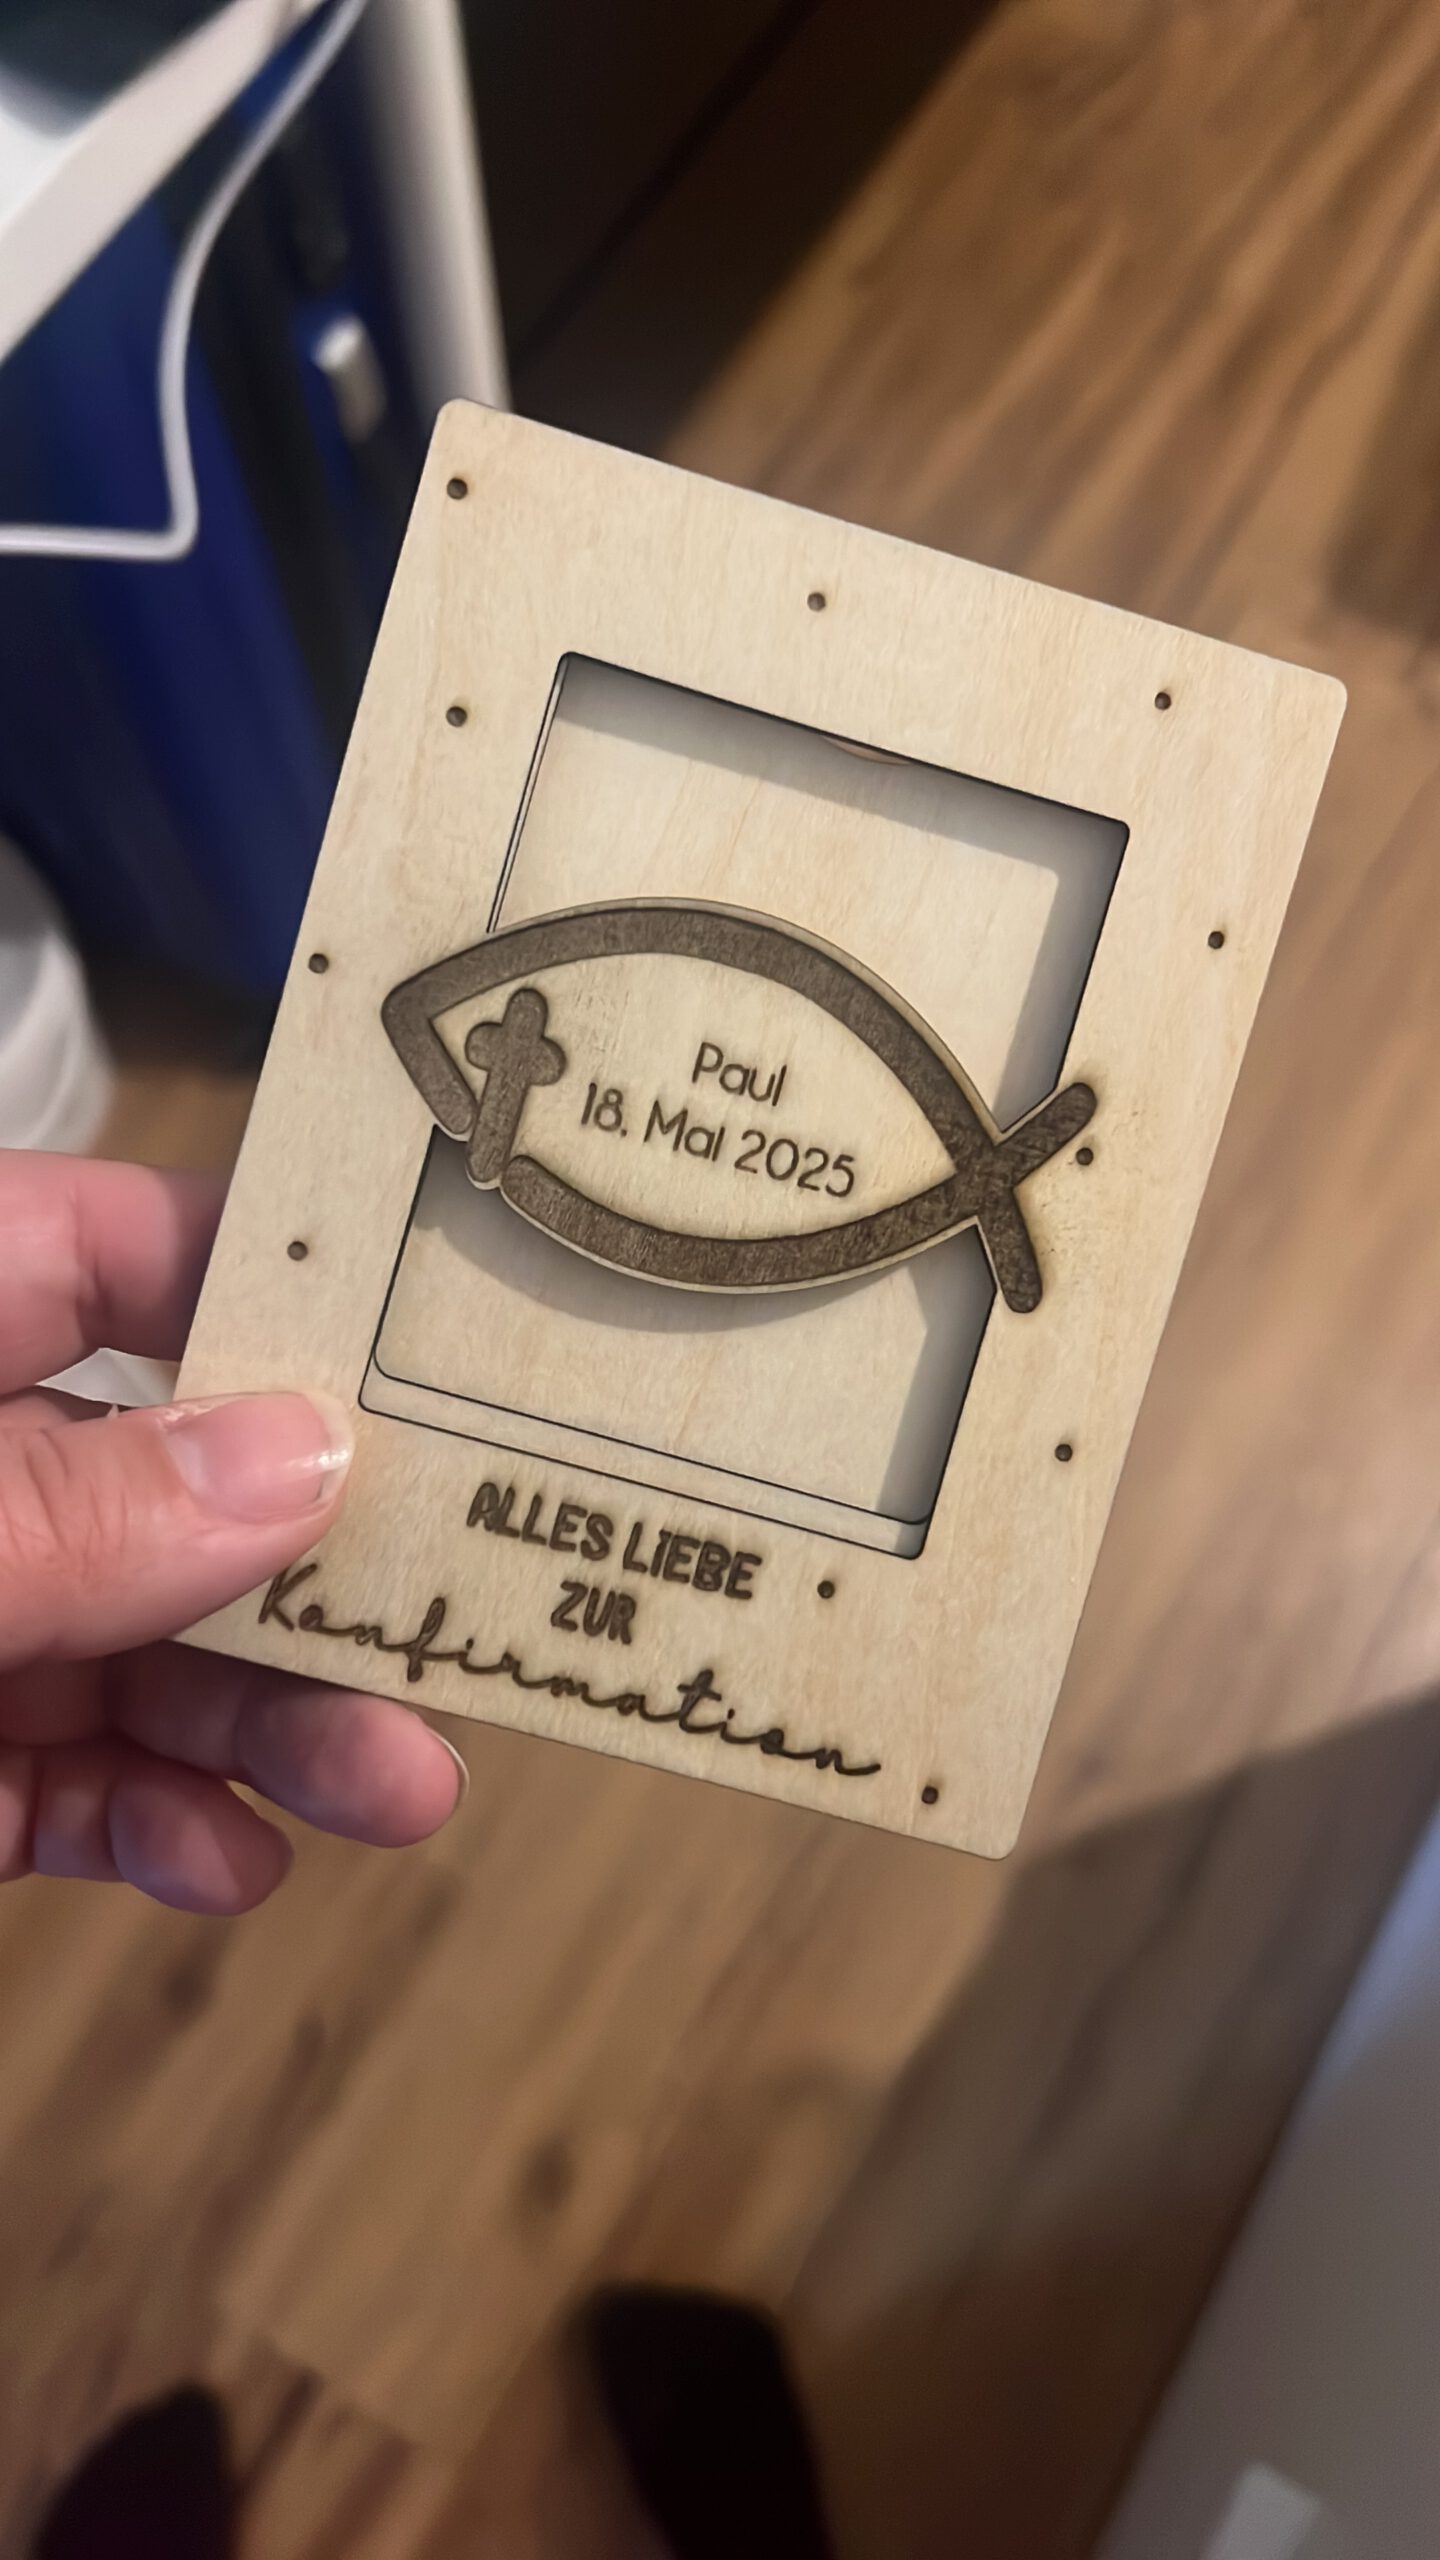 Paul
18. Mai 2025
ALLES LIEBE
ZUR
Konfirmation